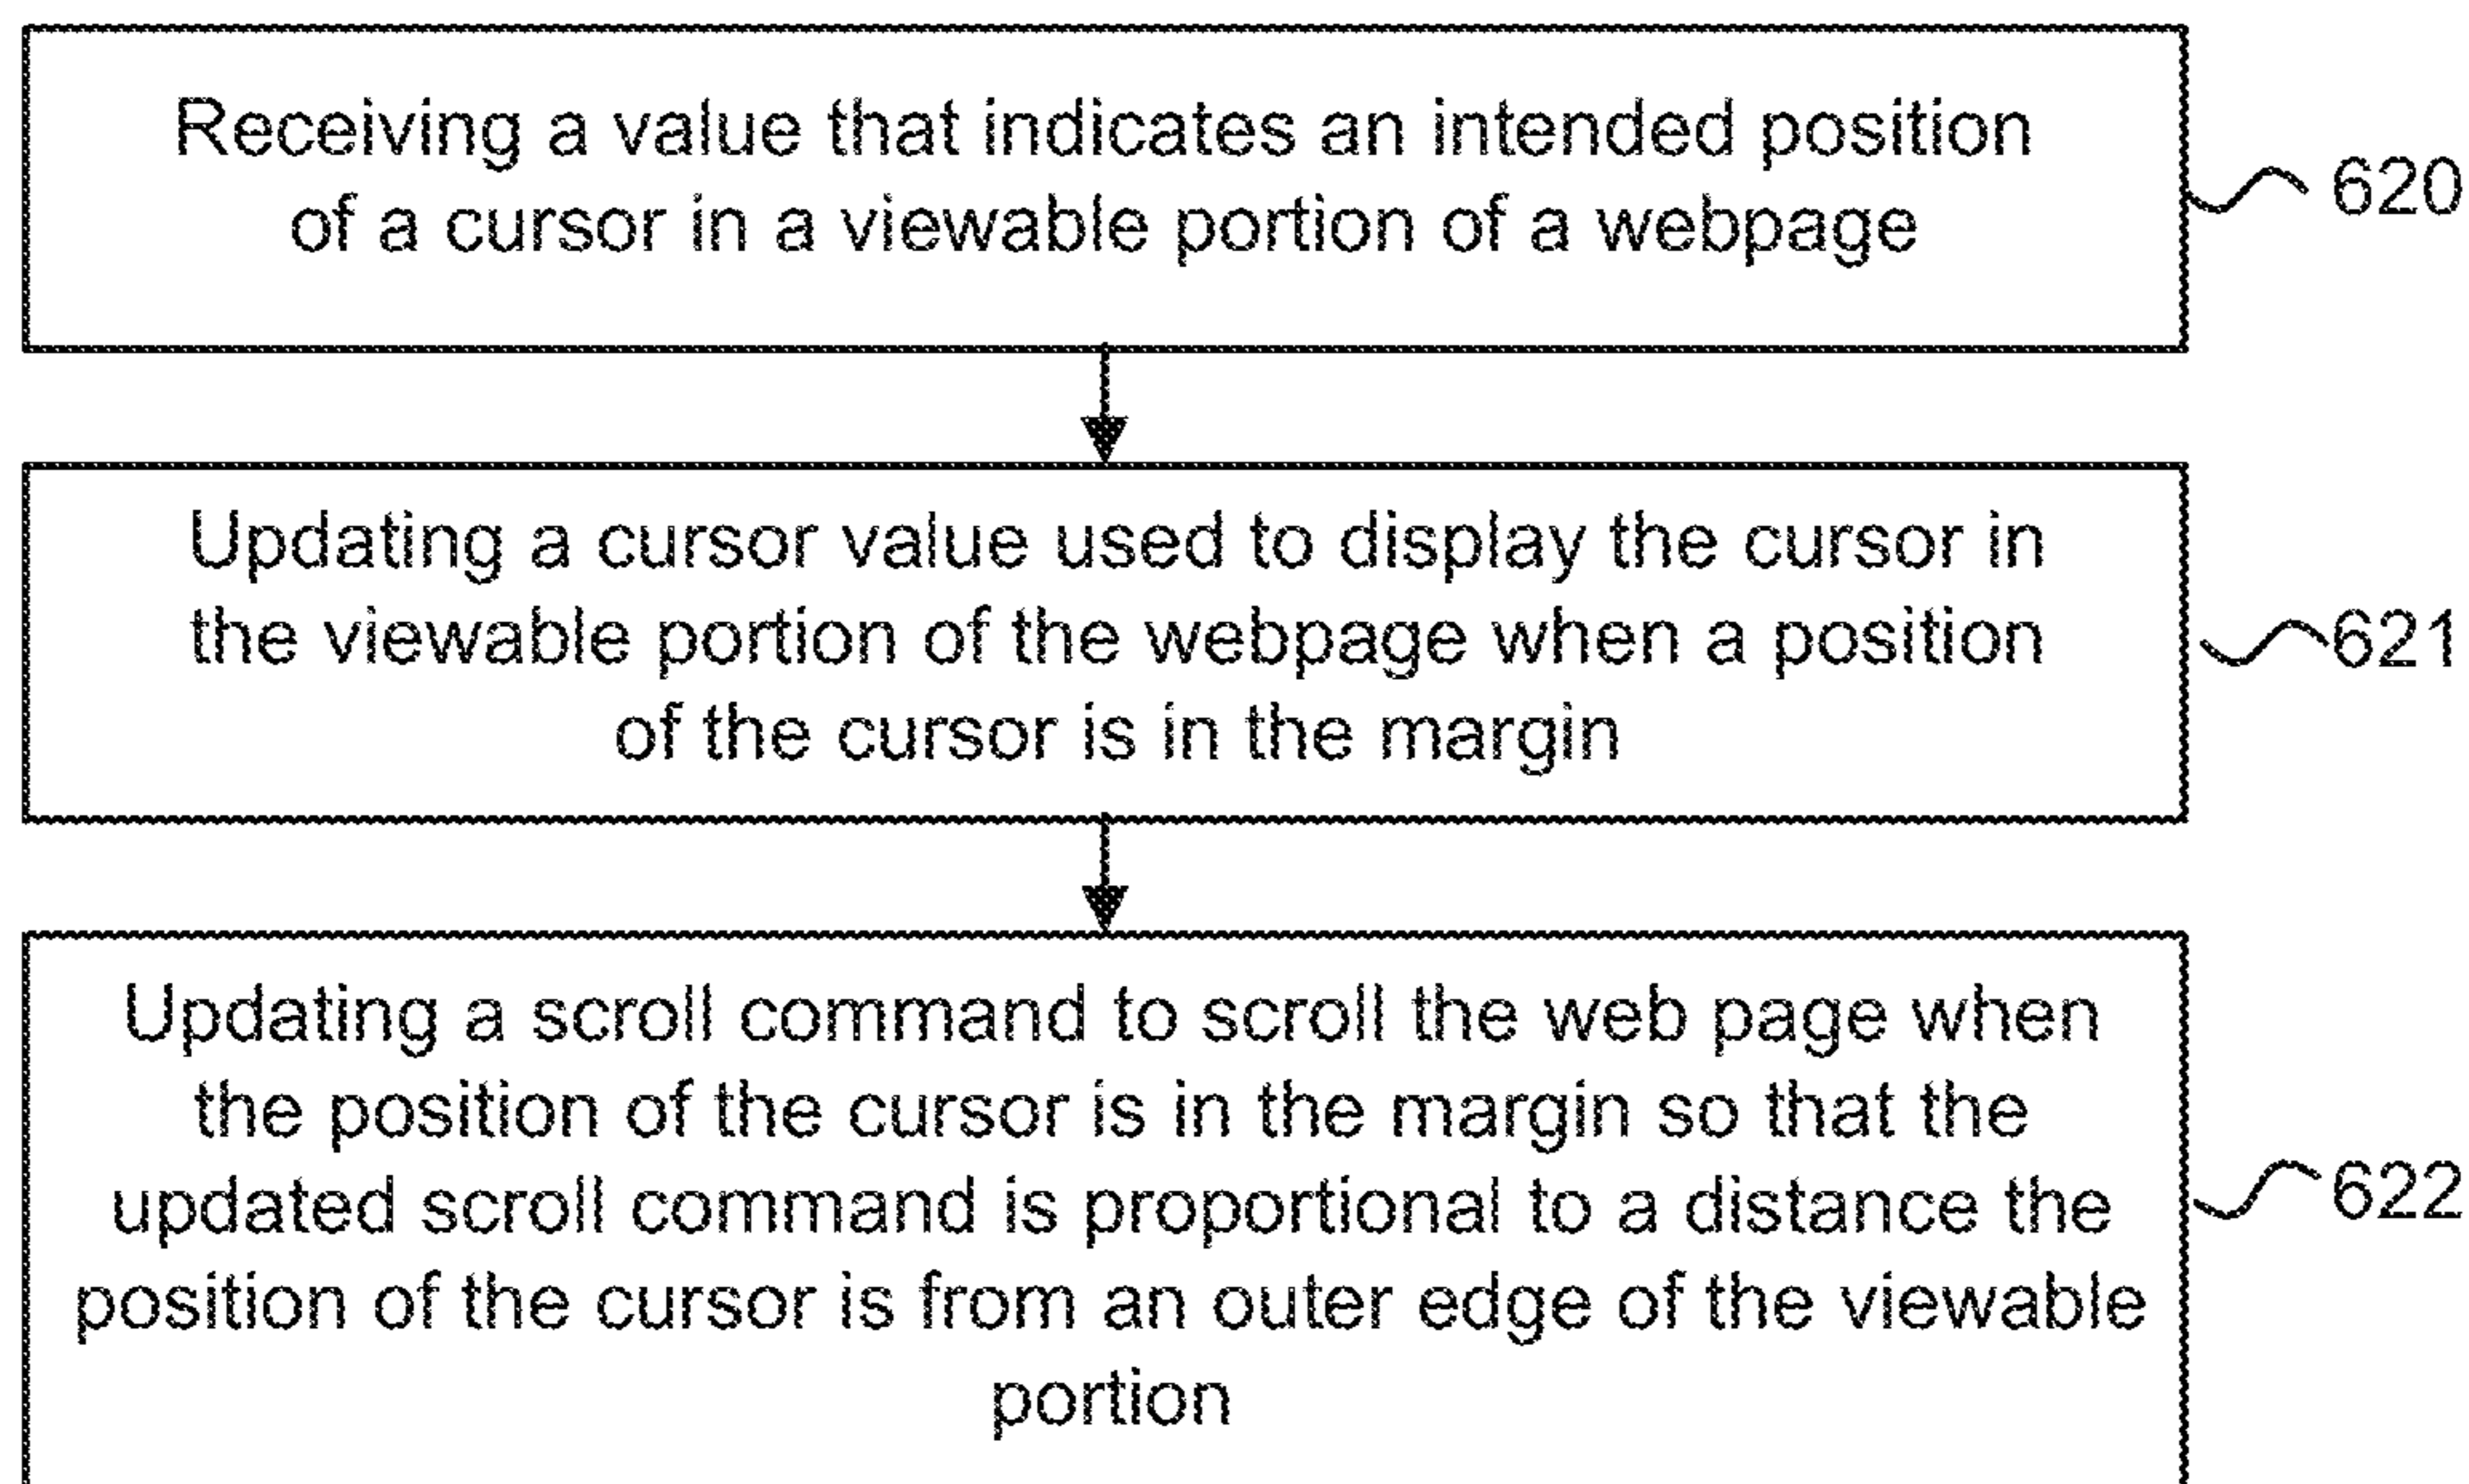 Receiving a value that indicates an intended position
of a cursor in a viewable portion of a webpage
620
Updating a cursor value used to display the cursor in
the viewable portion of the webpage when a position
of the cursor is in the margin
621
Updating a scroll command to scroll the web page when
the position of the cursor is in the margin so that the
updated scroll command is proportional to a distance the
position of the cursor is from an outer edge of the viewable
portion
622